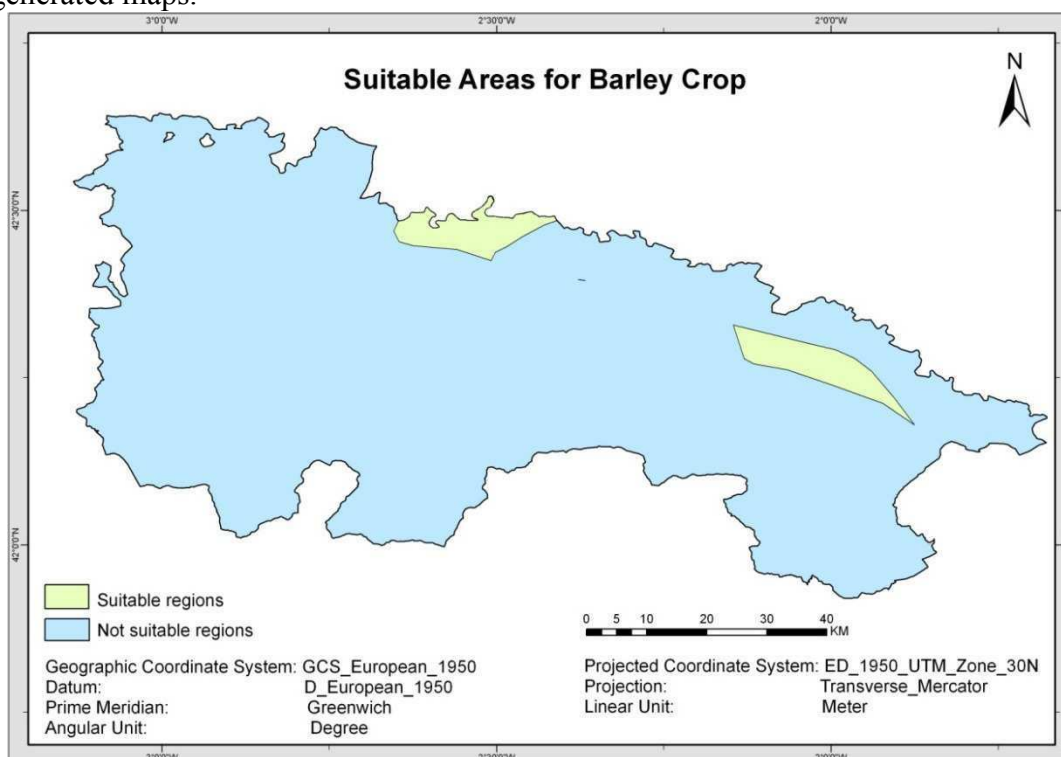 generated maps.
3°0'0"W 2°30'0"W 2°0'0"W
Suitable Areas for Barley Crop
N
42°30'0"N
42°0'0"N
Suitable regions
Not suitable regions
0 5 10 20 30 40
KM
Geographic Coordinate System: GCS_European_1950
Datum: D_European_1950
Prime Meridian: Greenwich
Angular Unit: Degree
Projected Coordinate System: ED_1950_UTM_Zone_30N
Projection: Transverse_Mercator
Linear Unit: Meter